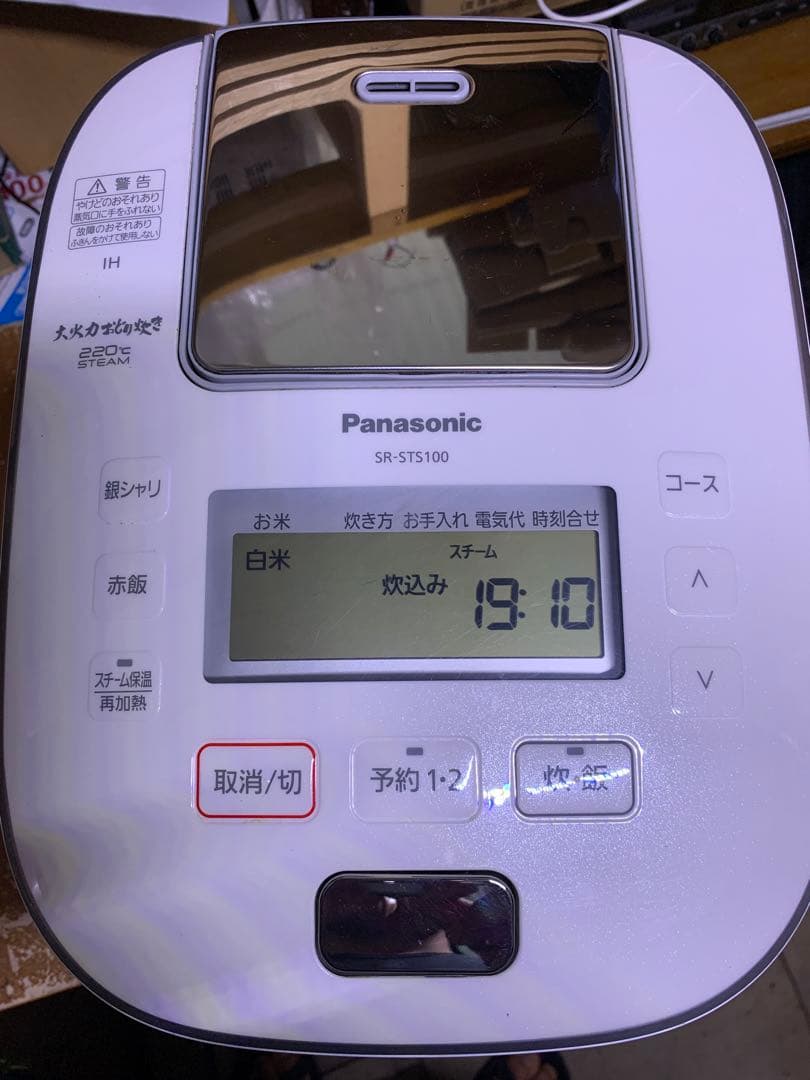 警告
やけどのおそれあり
蒸気口に手をふれない
故障のおそれあり
ふきんをかけて使用しない
IH
大火力おどり炊き
220℃
STEAM
Panasonic
SR-STS100
銀シャリ
コース
お米 炊き方 お手入れ 電気代 時刻合せ
白米 スチーム
炊込み 19:10
赤飯
∧
スチーム保温
再加熱
∨
取消/切
予約1・2
炊・飯